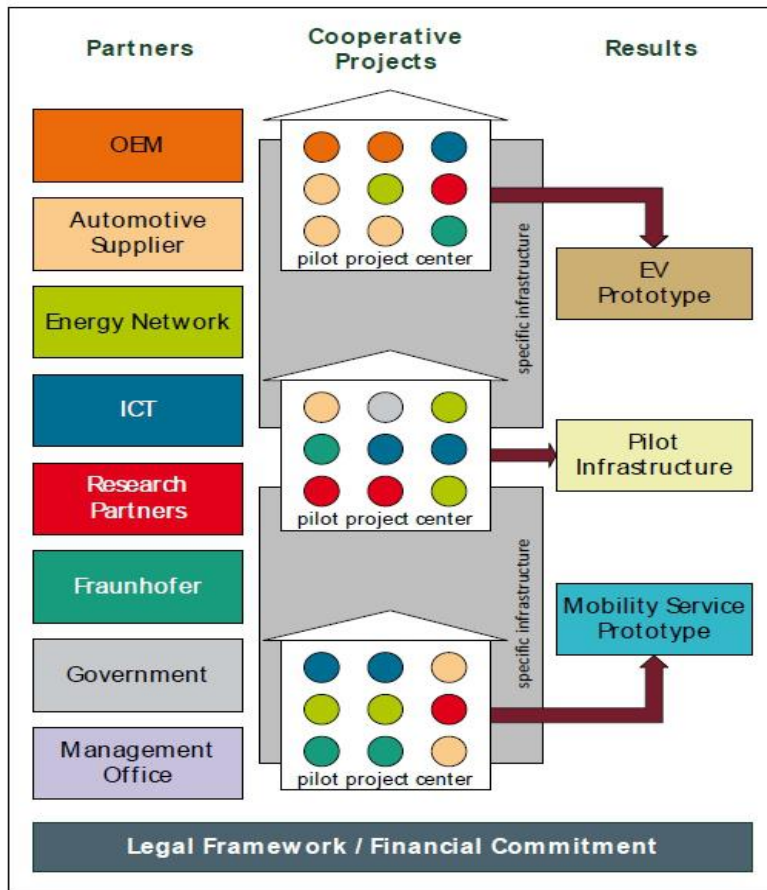 Partners
Cooperative
Projects
Results
OEM
Automotive
Supplier
Energy Network
ICT
Research
Partners
Fraunhofer
Government
Management
Office
pilot project center
specific infrastructure
pilot project center
specific infrastructure
pilot project center
EV
Prototype
Pilot
Infrastructure
Mobility Service
Prototype
Legal Framework / Financial Commitment